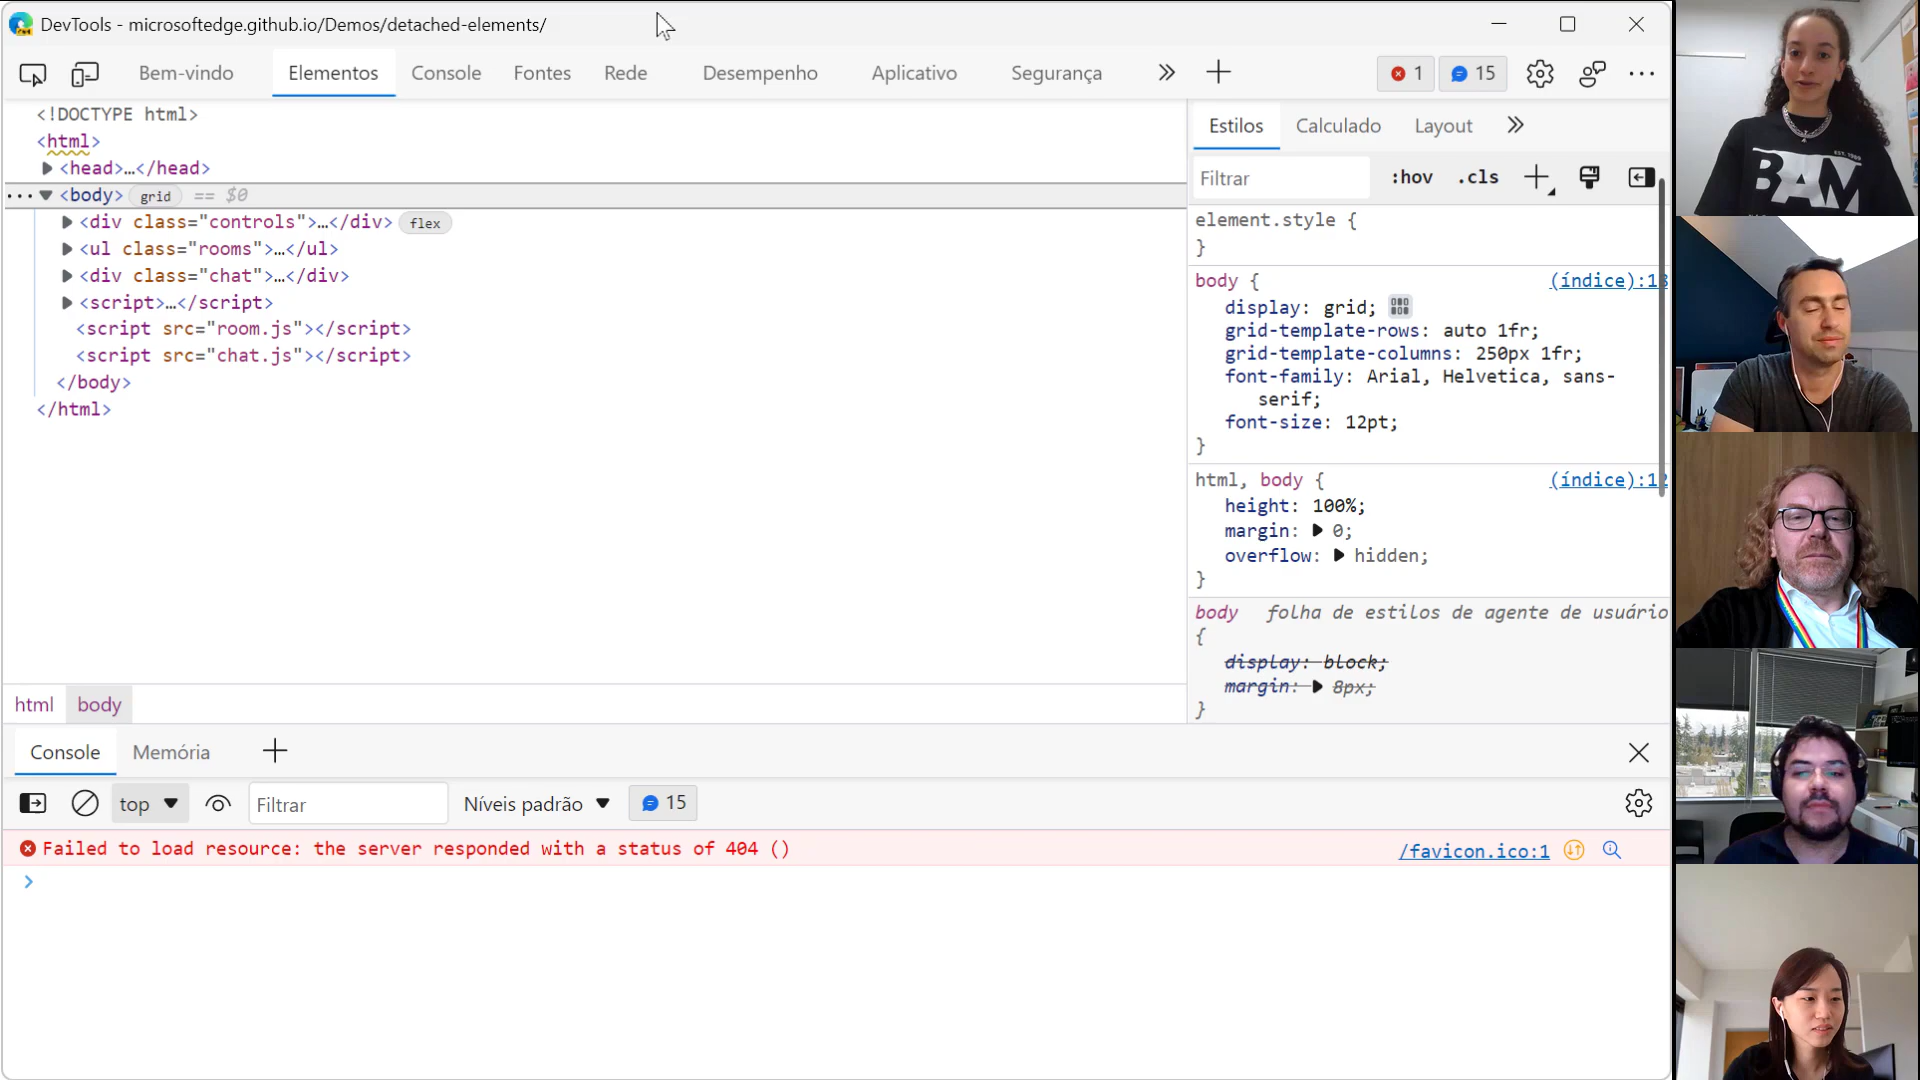 DevTools - microsoftedge.github.io/Demos/detached-elements/
Bem-vindo Elementos Console Fontes Rede Desempenho Aplicativo Segurança 1 15
<!DOCTYPE html>
<html>
<head>…</head>
<body> grid == $0
<div class="controls">…</div> flex
<ul class="rooms">…</ul>
<div class="chat">…</div>
<script>…</script>
<script src="room.js"></script>
<script src="chat.js"></script>
</body>
</html>
html body
Estilos Calculado Layout
Filtrar :hov .cls
element.style {
}
body { (índice):18
display: grid;
grid-template-rows: auto 1fr;
grid-template-columns: 250px 1fr;
font-family: Arial, Helvetica, sans-
serif;
font-size: 12pt;
}
html, body { (índice):12
height: 100%;
margin: 0;
overflow: hidden;
}
body folha de estilos de agente de usuário
{
display: block;
margin: 8px;
}
Console Memória
top Filtrar Níveis padrão 15
Failed to load resource: the server responded with a status of 404 () /favicon.ico:1
EST. 1989
BAM